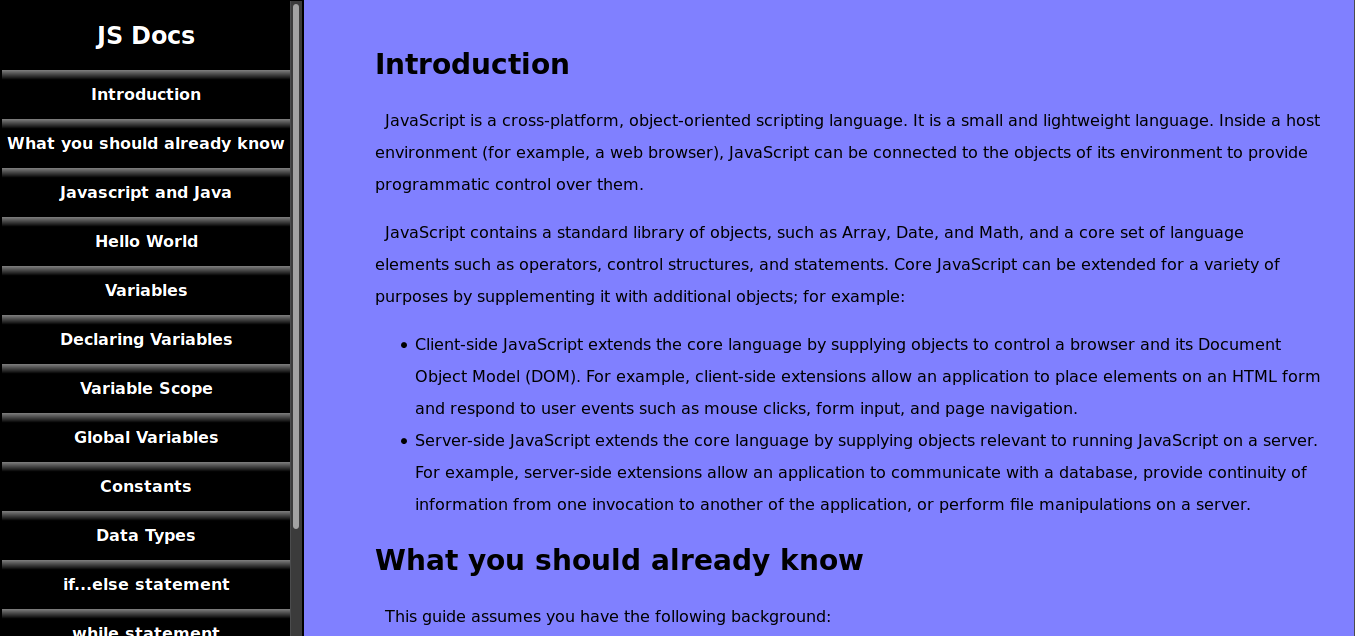 JS Docs
Introduction
What you should already know
Javascript and Java
Hello World
Variables
Declaring Variables
Variable Scope
Global Variables
Constants
Data Types
if...else statement
while statement
Introduction
JavaScript is a cross-platform, object-oriented scripting language. It is a small and lightweight language. Inside a host
environment (for example, a web browser), JavaScript can be connected to the objects of its environment to provide
programmatic control over them.
JavaScript contains a standard library of objects, such as Array, Date, and Math, and a core set of language
elements such as operators, control structures, and statements. Core JavaScript can be extended for a variety of
purposes by supplementing it with additional objects; for example:
• Client-side JavaScript extends the core language by supplying objects to control a browser and its Document
Object Model (DOM). For example, client-side extensions allow an application to place elements on an HTML form
and respond to user events such as mouse clicks, form input, and page navigation.
• Server-side JavaScript extends the core language by supplying objects relevant to running JavaScript on a server.
For example, server-side extensions allow an application to communicate with a database, provide continuity of
information from one invocation to another of the application, or perform file manipulations on a server.
What you should already know
This guide assumes you have the following background: